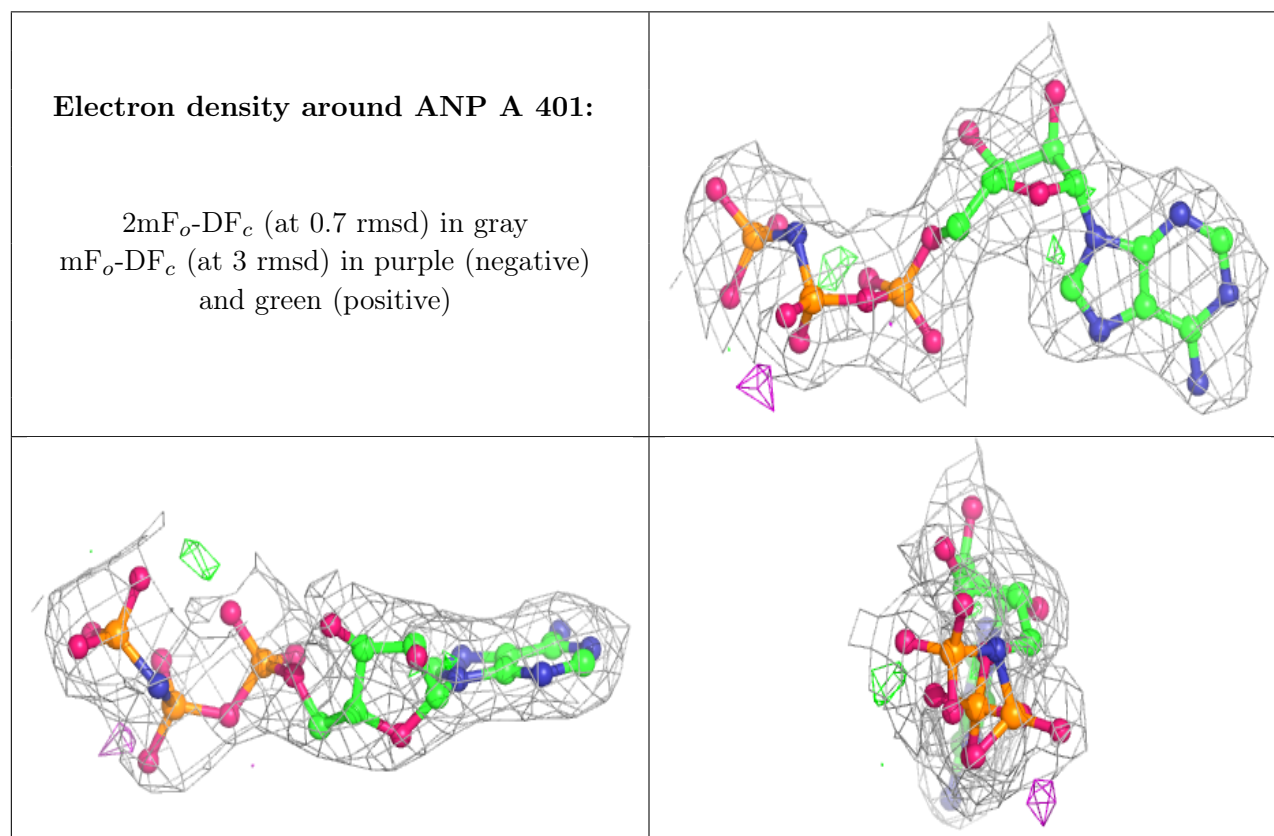 Electron density around ANP A 401:
2mFo-DFc (at 0.7 rmsd) in gray
mFo-DFc (at 3 rmsd) in purple (negative)
and green (positive)